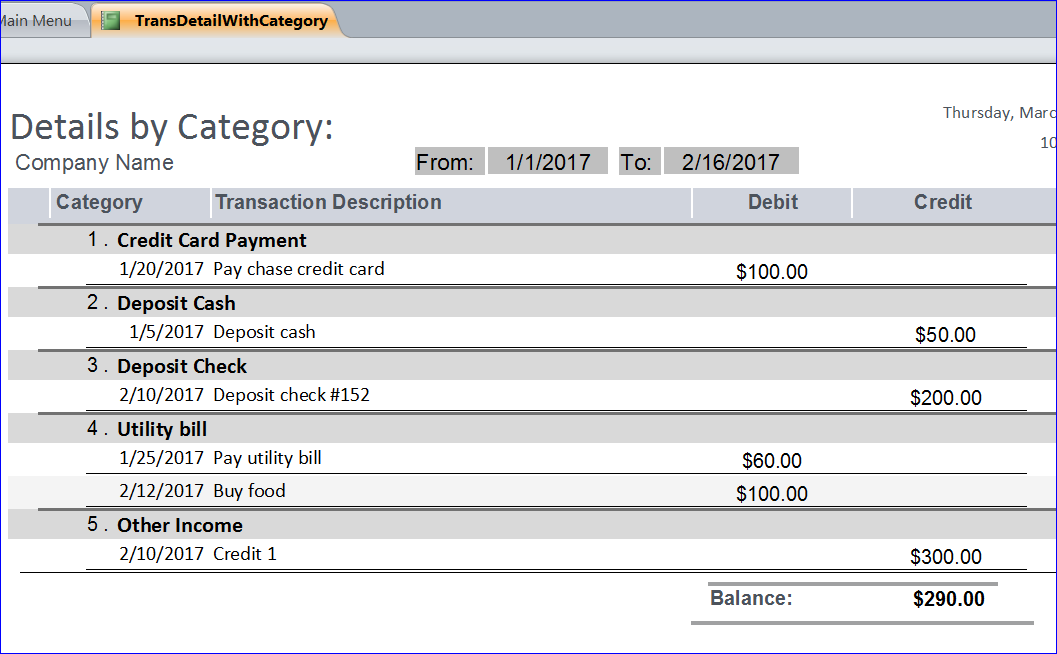 Main Menu TransDetailWithCategory
Thursday,
Details by Category:
10
Company Name From: 1/1/2017 To: 2/16/2017
Category Transaction Description Debit Credit
1 . Credit Card Payment
1/20/2017 Pay chase credit card $100.00
2 . Deposit Cash
1/5/2017 Deposit cash $50.00
3 . Deposit Check
2/10/2017 Deposit check #152 $200.00
4 . Utility bill
1/25/2017 Pay utility bill $60.00
2/12/2017 Buy food $100.00
5 . Other Income
2/10/2017 Credit 1 $300.00
Balance: $290.00